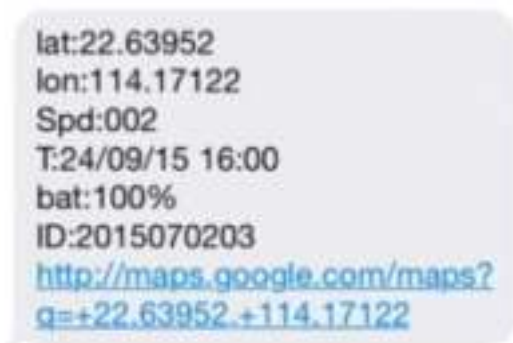 lat:22.63952
lon:114.17122
Spd:002
T:24/09/15 16:00
bat:100%
ID:2015070203
http://maps.google.com/maps?
q=+22.63952,+114.17122